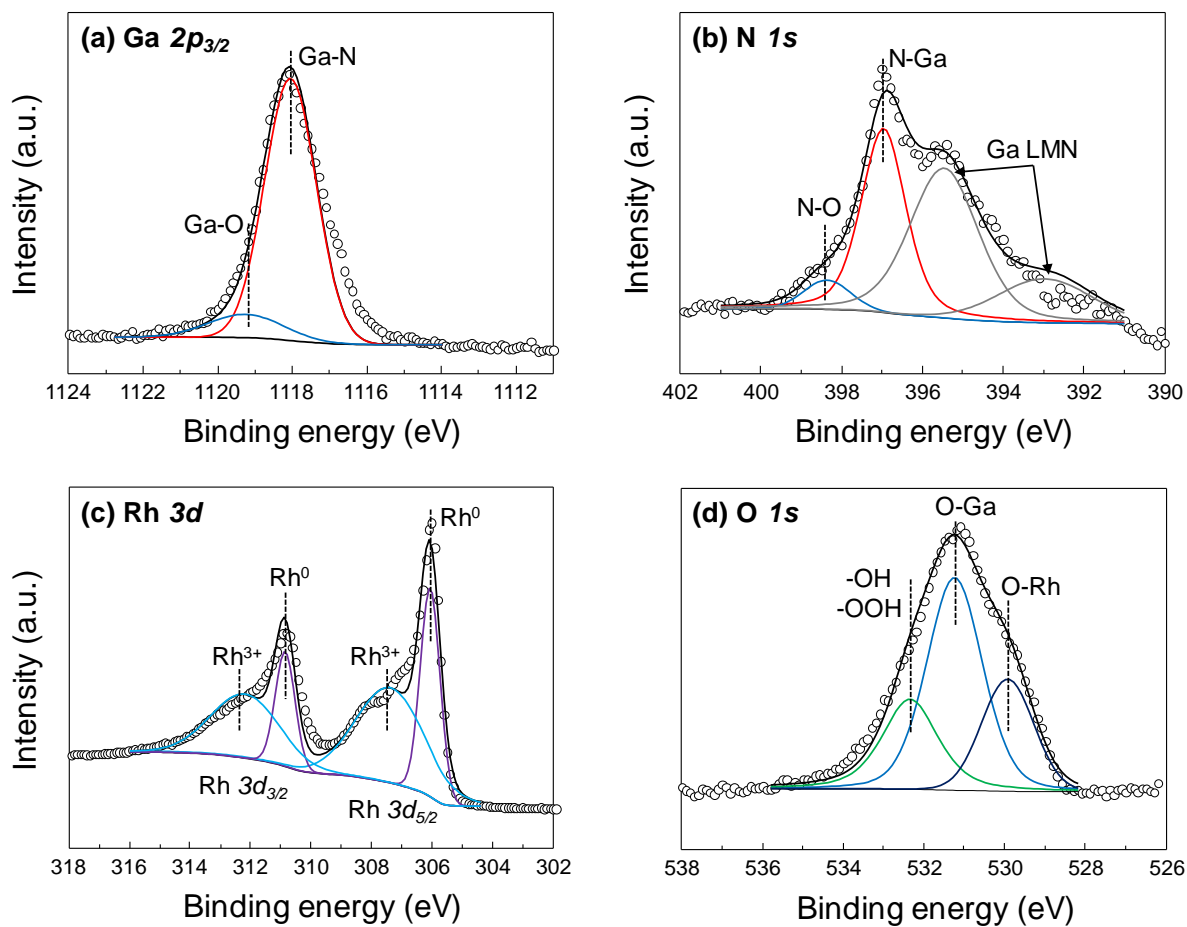 (a) Ga 2p3/2
Ga-N
Ga-O
Intensity (a.u.)
1124 1122 1120 1118 1116 1114 1112
Binding energy (eV)
(b) N 1s
N-Ga
Ga LMN
N-O
Intensity (a.u.)
402 400 398 396 394 392 390
Binding energy (eV)
(c) Rh 3d
Rh0
Rh0
Rh3+
Rh3+
Rh 3d3/2
Rh 3d5/2
Intensity (a.u.)
318 316 314 312 310 308 306 304 302
Binding energy (eV)
(d) O 1s
O-Ga
-OH
-OOH
O-Rh
Intensity (a.u.)
538 536 534 532 530 528 526
Binding energy (eV)